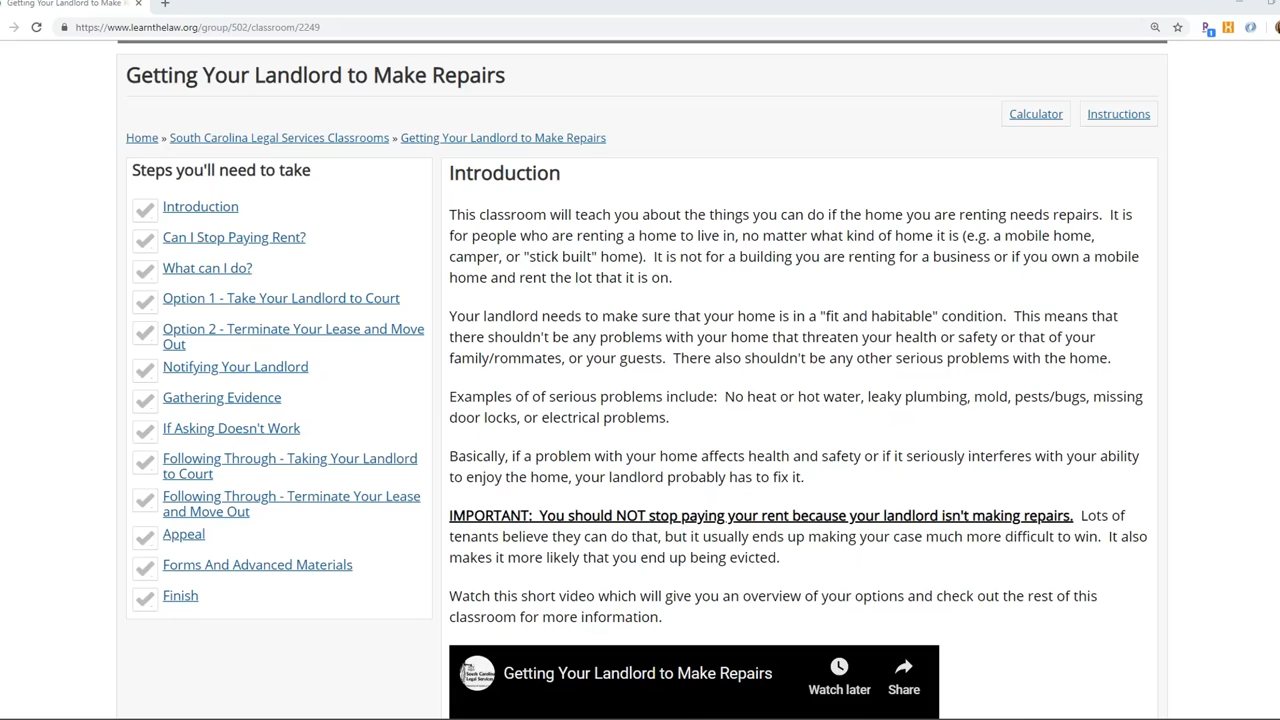 Getting Your Landlord to Make R
https://www.learnthelaw.org/group/502/classroom/2249
Getting Your Landlord to Make Repairs
Calculator
Instructions
Home » South Carolina Legal Services Classrooms » Getting Your Landlord to Make Repairs
Steps you'll need to take
Introduction
Can I Stop Paying Rent?
What can I do?
Option 1 - Take Your Landlord to Court
Option 2 - Terminate Your Lease and Move
Out
Notifying Your Landlord
Gathering Evidence
If Asking Doesn't Work
Following Through - Taking Your Landlord
to Court
Following Through - Terminate Your Lease
and Move Out
Appeal
Forms And Advanced Materials
Finish
Introduction
This classroom will teach you about the things you can do if the home you are renting needs repairs. It is
for people who are renting a home to live in, no matter what kind of home it is (e.g. a mobile home,
camper, or "stick built" home). It is not for a building you are renting for a business or if you own a mobile
home and rent the lot that it is on.
Your landlord needs to make sure that your home is in a "fit and habitable" condition. This means that
there shouldn't be any problems with your home that threaten your health or safety or that of your
family/rommates, or your guests. There also shouldn't be any other serious problems with the home.
Examples of of serious problems include: No heat or hot water, leaky plumbing, mold, pests/bugs, missing
door locks, or electrical problems.
Basically, if a problem with your home affects health and safety or if it seriously interferes with your ability
to enjoy the home, your landlord probably has to fix it.
IMPORTANT: You should NOT stop paying your rent because your landlord isn't making repairs. Lots of
tenants believe they can do that, but it usually ends up making your case much more difficult to win. It also
makes it more likely that you end up being evicted.
Watch this short video which will give you an overview of your options and check out the rest of this
classroom for more information.
Getting Your Landlord to Make Repairs
Watch later
Share